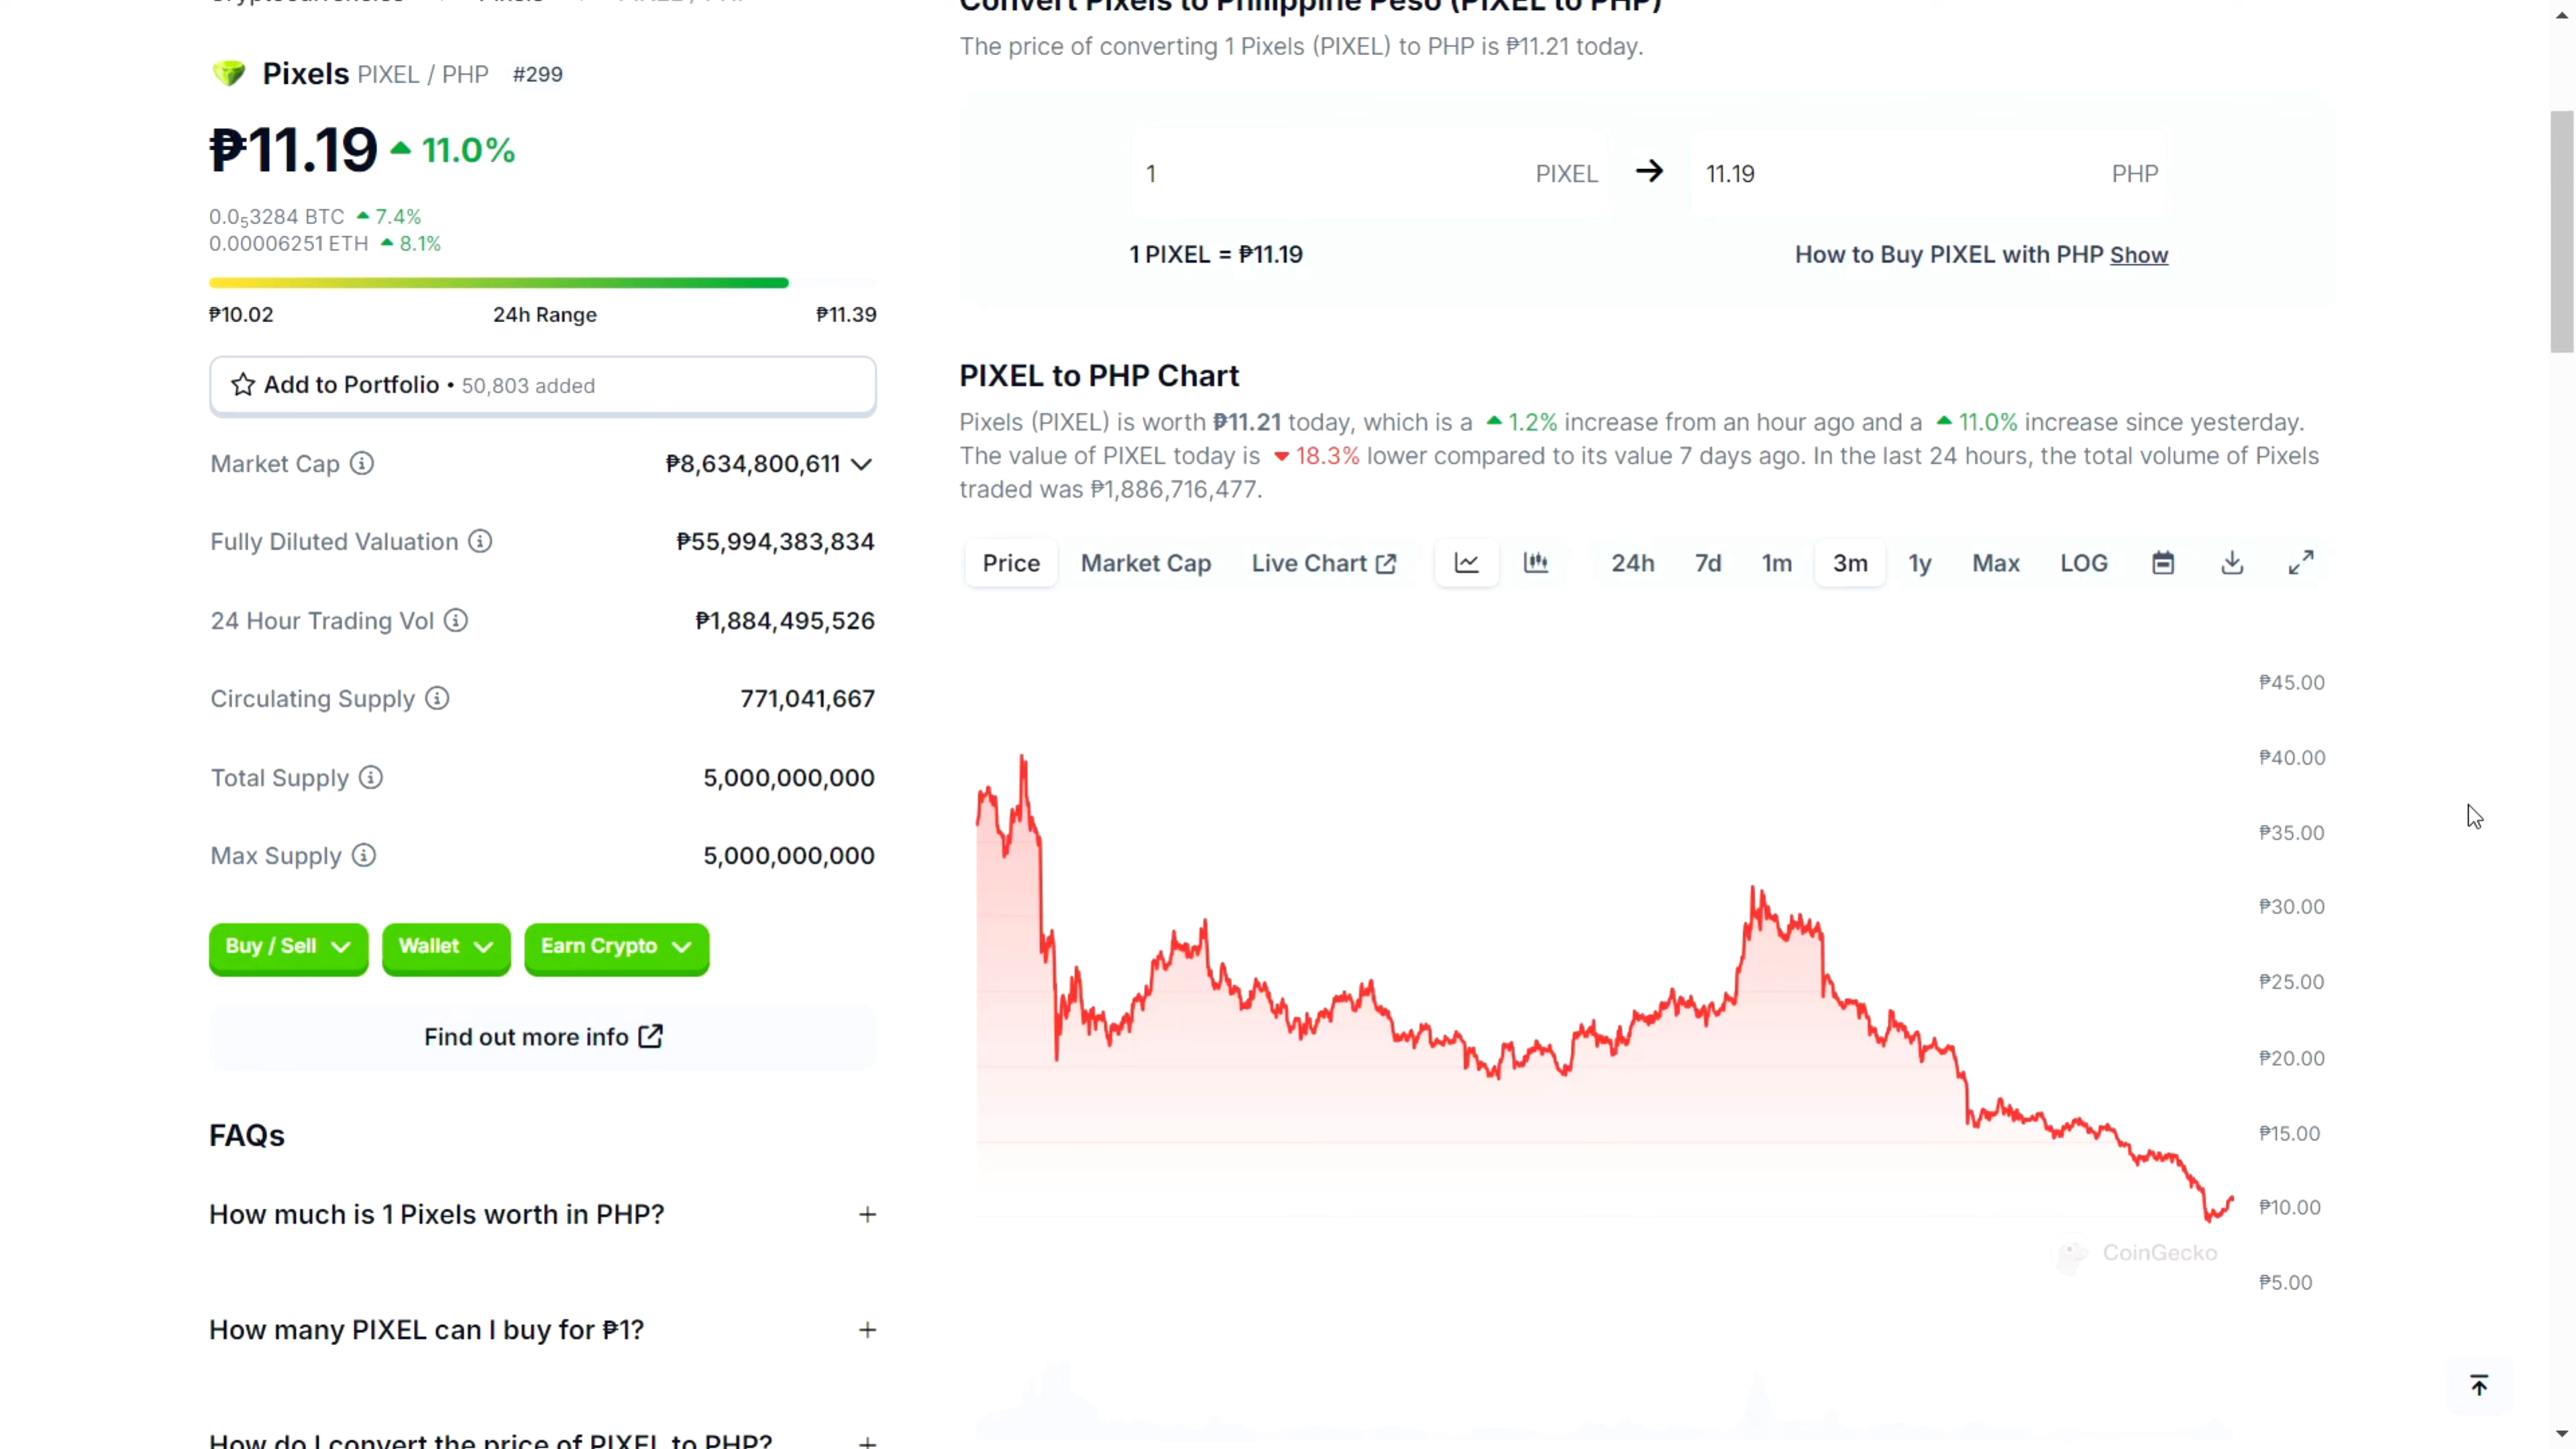 Convert Pixels to Philippine Peso (PIXEL to PHP)
The price of converting 1 Pixels (PIXEL) to PHP is ₱11.21 today.
Pixels PIXEL / PHP #299
₱11.19 11.0%
0.0₅3284 BTC 7.4%
0.00006251 ETH 8.1%
₱10.02 24h Range ₱11.39
Add to Portfolio • 50,803 added
Market Cap ₱8,634,800,611
Fully Diluted Valuation ₱55,994,383,834
24 Hour Trading Vol ₱1,884,495,526
Circulating Supply 771,041,667
Total Supply 5,000,000,000
Max Supply 5,000,000,000
Buy / Sell Wallet Earn Crypto
Find out more info
FAQs
How much is 1 Pixels worth in PHP? +
How many PIXEL can I buy for ₱1? +
How do I convert the price of PIXEL to PHP? +
1 PIXEL → 11.19 PHP
1 PIXEL = ₱11.19 How to Buy PIXEL with PHP Show
PIXEL to PHP Chart
Pixels (PIXEL) is worth ₱11.21 today, which is a 1.2% increase from an hour ago and a 11.0% increase since yesterday.
The value of PIXEL today is 18.3% lower compared to its value 7 days ago. In the last 24 hours, the total volume of Pixels
traded was ₱1,886,716,477.
Price Market Cap Live Chart 24h 7d 1m 3m 1y Max LOG
₱45.00
₱40.00
₱35.00
₱30.00
₱25.00
₱20.00
₱15.00
₱10.00
CoinGecko
₱5.00